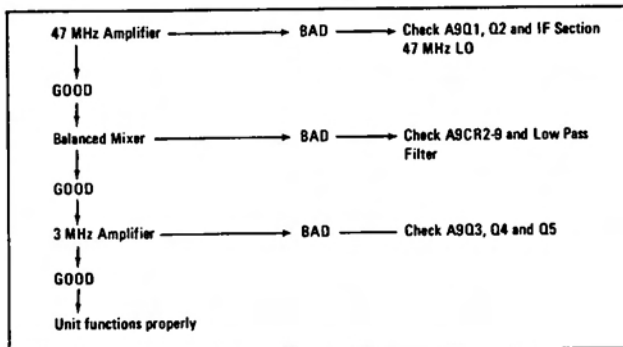 47 MHz Amplifier BAD Check A9Q1, Q2 and IF Section
47 MHz LO
GOOD
Balanced Mixer BAD Check A9CR2-9 and Low Pass
Filter
GOOD
3 MHz Amplifier BAD Check A9Q3, Q4 and Q5
GOOD
Unit functions properly